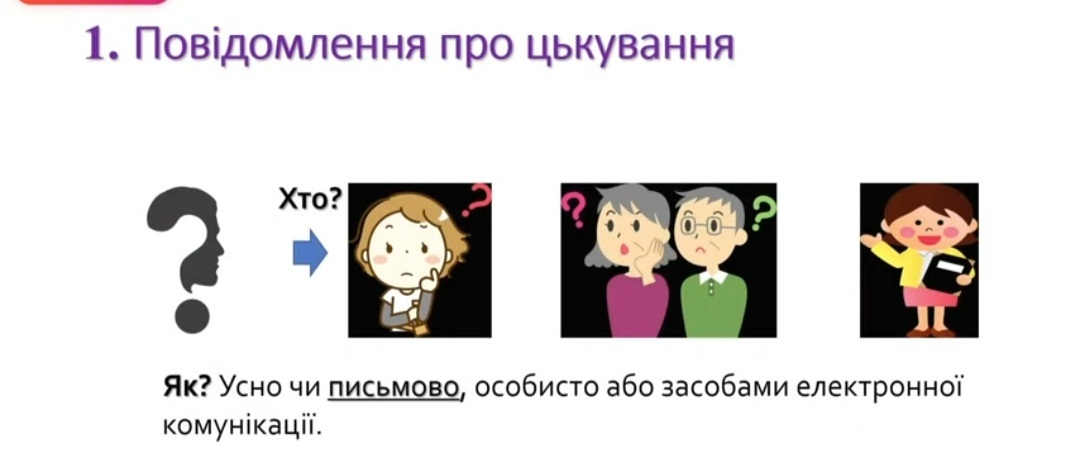 1. Повідомлення про цькування
Хто?
Як? Усно чи письмово, особисто або засобами електронної
комунікації.